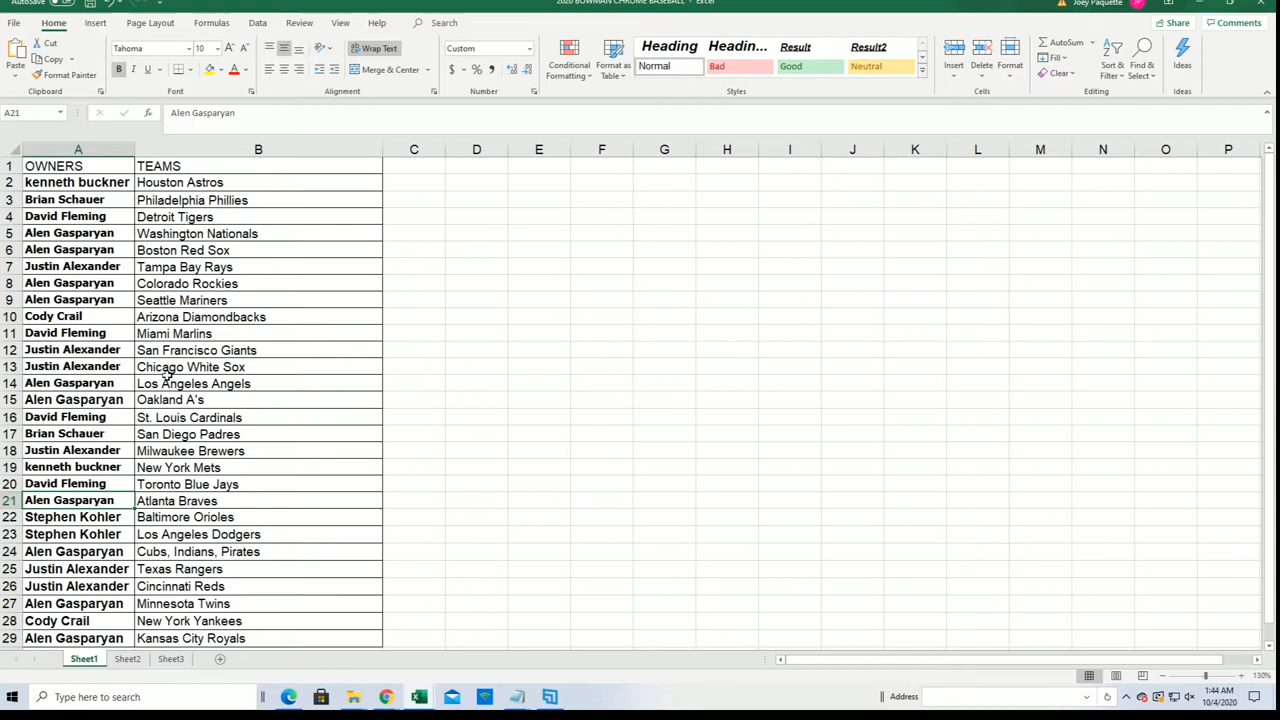 AutoSave Off 2020 BOWMAN CHROME BASEBALL - Excel Joey Paquette JP
File Home Insert Page Layout Formulas Data Review View Help Search Share Comments
Paste Cut Copy Format Painter Clipboard
Tahoma 10 A A B I U A Font
Wrap Text Merge & Center Alignment
Custom $ % , Number
Conditional Formatting Format as Table
Heading Headin... Result Result2
Normal Bad Good Neutral
Styles
Insert Delete Format Cells
AutoSum Fill Clear Sort & Filter Find & Select Editing
Ideas Ideas
A21 fx Alen Gasparyan
A B C D E F G H I J K L M N O P
1 OWNERS TEAMS
2 kenneth buckner Houston Astros
3 Brian Schauer Philadelphia Phillies
4 David Fleming Detroit Tigers
5 Alen Gasparyan Washington Nationals
6 Alen Gasparyan Boston Red Sox
7 Justin Alexander Tampa Bay Rays
8 Alen Gasparyan Colorado Rockies
9 Alen Gasparyan Seattle Mariners
10 Cody Crail Arizona Diamondbacks
11 David Fleming Miami Marlins
12 Justin Alexander San Francisco Giants
13 Justin Alexander Chicago White Sox
14 Alen Gasparyan Los Angeles Angels
15 Alen Gasparyan Oakland A's
16 David Fleming St. Louis Cardinals
17 Brian Schauer San Diego Padres
18 Justin Alexander Milwaukee Brewers
19 kenneth buckner New York Mets
20 David Fleming Toronto Blue Jays
21 Alen Gasparyan Atlanta Braves
22 Stephen Kohler Baltimore Orioles
23 Stephen Kohler Los Angeles Dodgers
24 Alen Gasparyan Cubs, Indians, Pirates
25 Justin Alexander Texas Rangers
26 Justin Alexander Cincinnati Reds
27 Alen Gasparyan Minnesota Twins
28 Cody Crail New York Yankees
29 Alen Gasparyan Kansas City Royals
Sheet1 Sheet2 Sheet3
130%
Type here to search Address 1:44 AM
10/4/2020